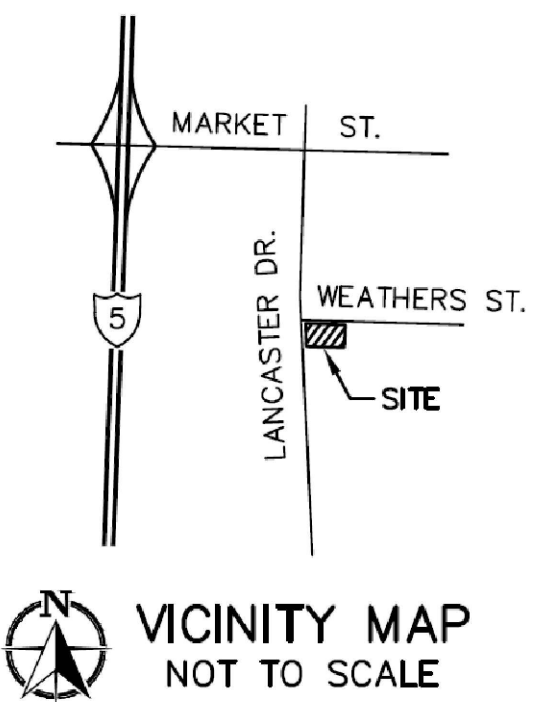 MARKET ST.
LANCASTER DR.
WEATHERS ST.
5
SITE
N
VICINITY MAP
NOT TO SCALE